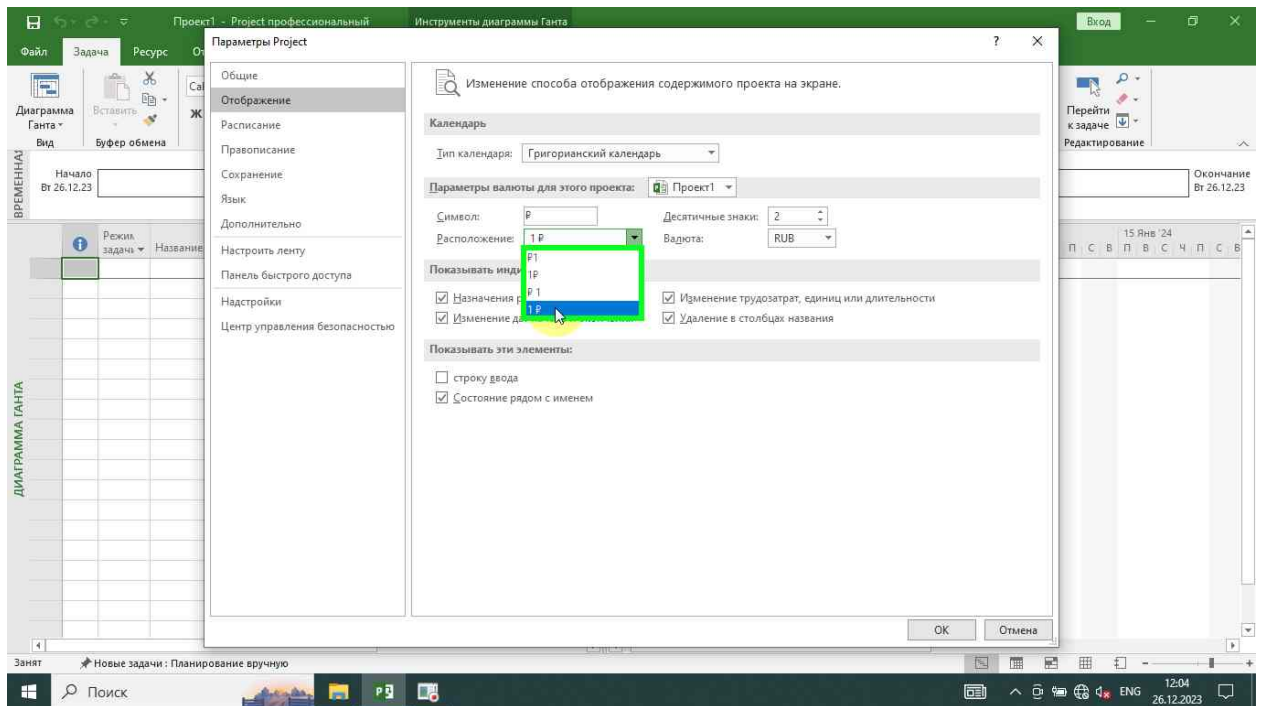 Проект1 - Project профессиональный
Инструменты диаграммы Ганта
Вход
Файл Задача Ресурс
Параметры Project
? ×
Диаграмма Ганта
Вставить
Cal
Ж
Вид
Буфер обмена
Перейти к задаче
Редактирование
Общие
Отображение
Расписание
Правописание
Сохранение
Язык
Дополнительно
Настроить ленту
Панель быстрого доступа
Надстройки
Центр управления безопасностью
Изменение способа отображения содержимого проекта на экране.
Календарь
Тип календаря: Григорианский календарь
Параметры валюты для этого проекта: Проект1
Символ: ₽ Десятичные знаки: 2
Расположение: 1 ₽ Валюта: RUB
₽1
1₽
₽ 1
1 ₽
Показывать инди
Назначения р
Изменение трудозатрат, единиц или длительности
Изменение да
Удаление в столбцах названия
Показывать эти элементы:
строку ввода
Состояние рядом с именем
OK Отмена
Начало
Вт 26.12.23
Окончание
Вт 26.12.23
Режим задачи
Название
15 Янв '24
П С В П В С Ч П С В
ДИАГРАММА ГАНТА
Занят
Новые задачи : Планирование вручную
Поиск
ENG
12:04
26.12.2023